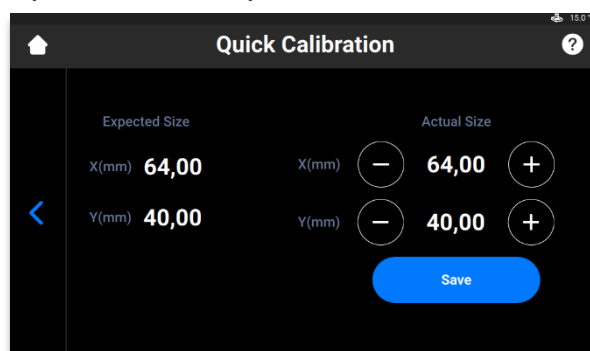 15.0°
Quick Calibration
?
Expected Size
Actual Size
X(mm) 64,00
X(mm) − 64,00 +
Y(mm) 40,00
Y(mm) − 40,00 +
Save